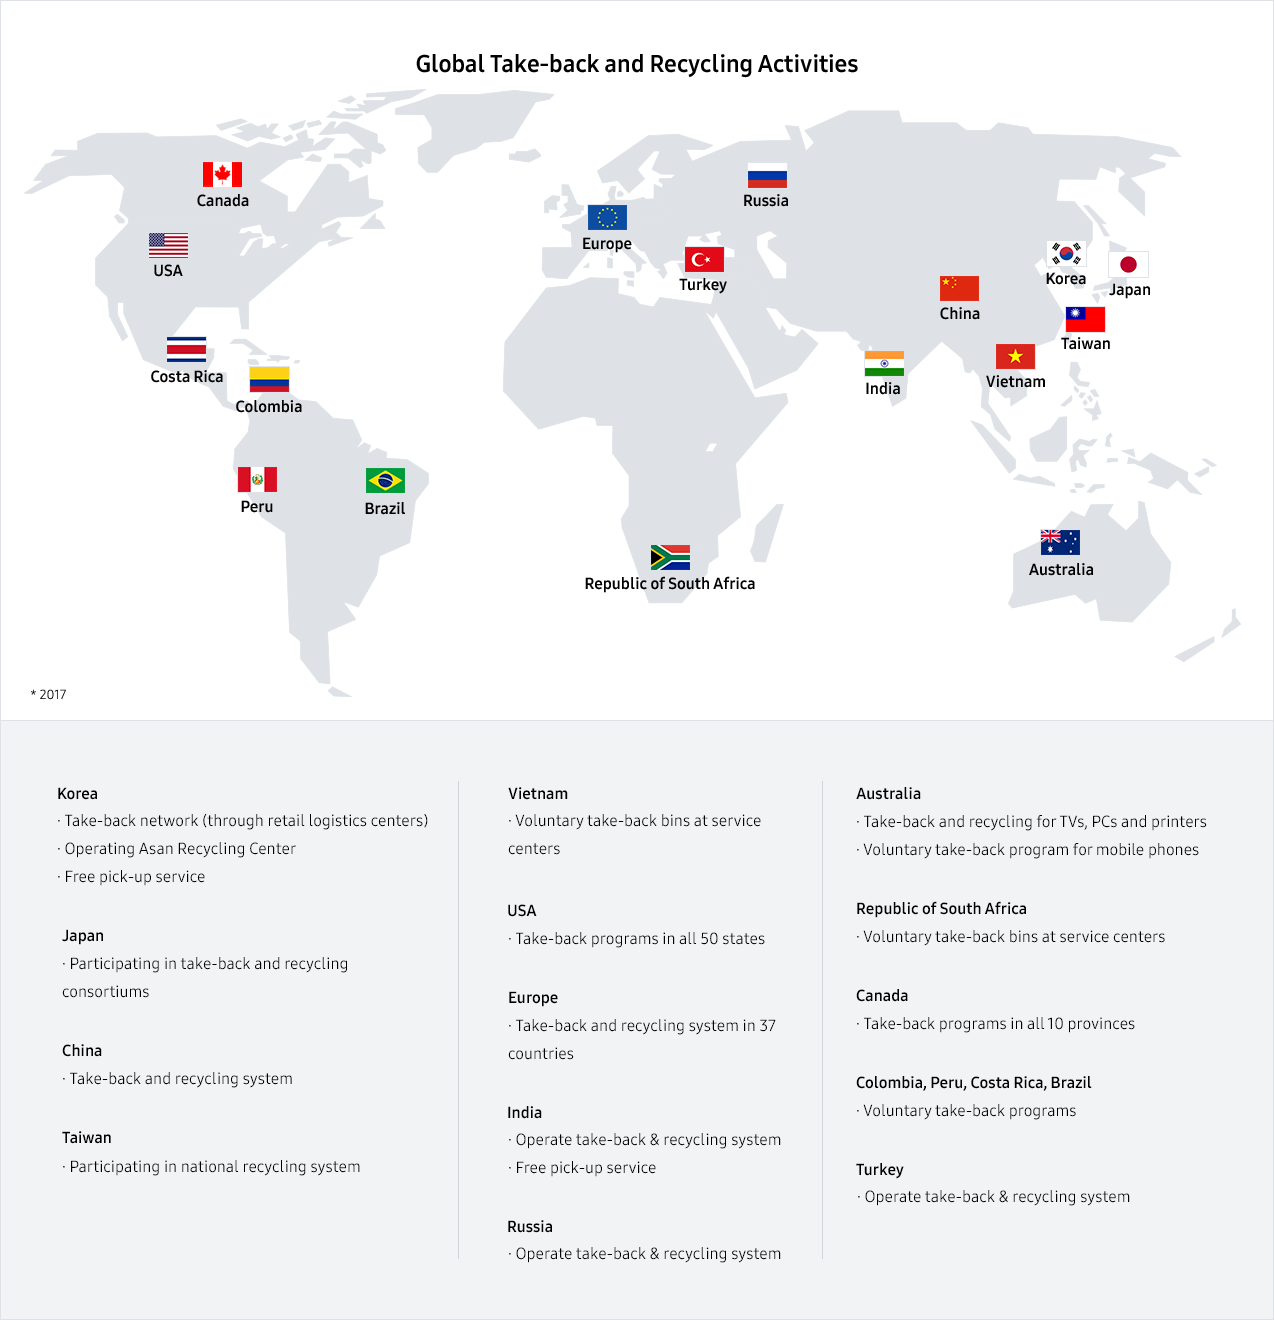 Global Take-back and Recycling Activities
Canada
Russia
Europe
USA
Turkey
Korea
Japan
China
Taiwan
Costa Rica
Vietnam
India
Colombia
Peru
Brazil
Australia
Republic of South Africa
* 2017
Korea
· Take-back network (through retail logistics centers)
· Operating Asan Recycling Center
· Free pick-up service
Japan
· Participating in take-back and recycling
consortiums
China
· Take-back and recycling system
Taiwan
· Participating in national recycling system
Vietnam
· Voluntary take-back bins at service
centers
USA
· Take-back programs in all 50 states
Europe
· Take-back and recycling system in 37
countries
India
· Operate take-back & recycling system
· Free pick-up service
Russia
· Operate take-back & recycling system
Australia
· Take-back and recycling for TVs, PCs and printers
· Voluntary take-back program for mobile phones
Republic of South Africa
· Voluntary take-back bins at service centers
Canada
· Take-back programs in all 10 provinces
Colombia, Peru, Costa Rica, Brazil
· Voluntary take-back programs
Turkey
· Operate take-back & recycling system